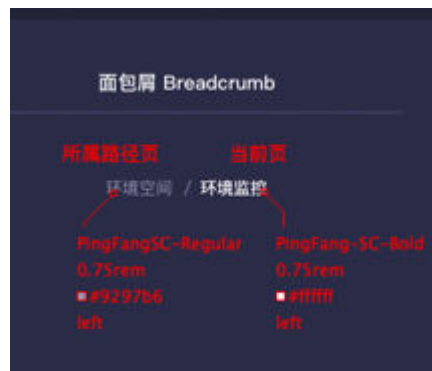 面包屑 Breadcrumb
所属路径页 当前页
环境空间 / 环境监控
PingFangSC-Regular PingFang-SC-Bold
0.75rem 0.75rem
#9297b6 #ffffff
left left